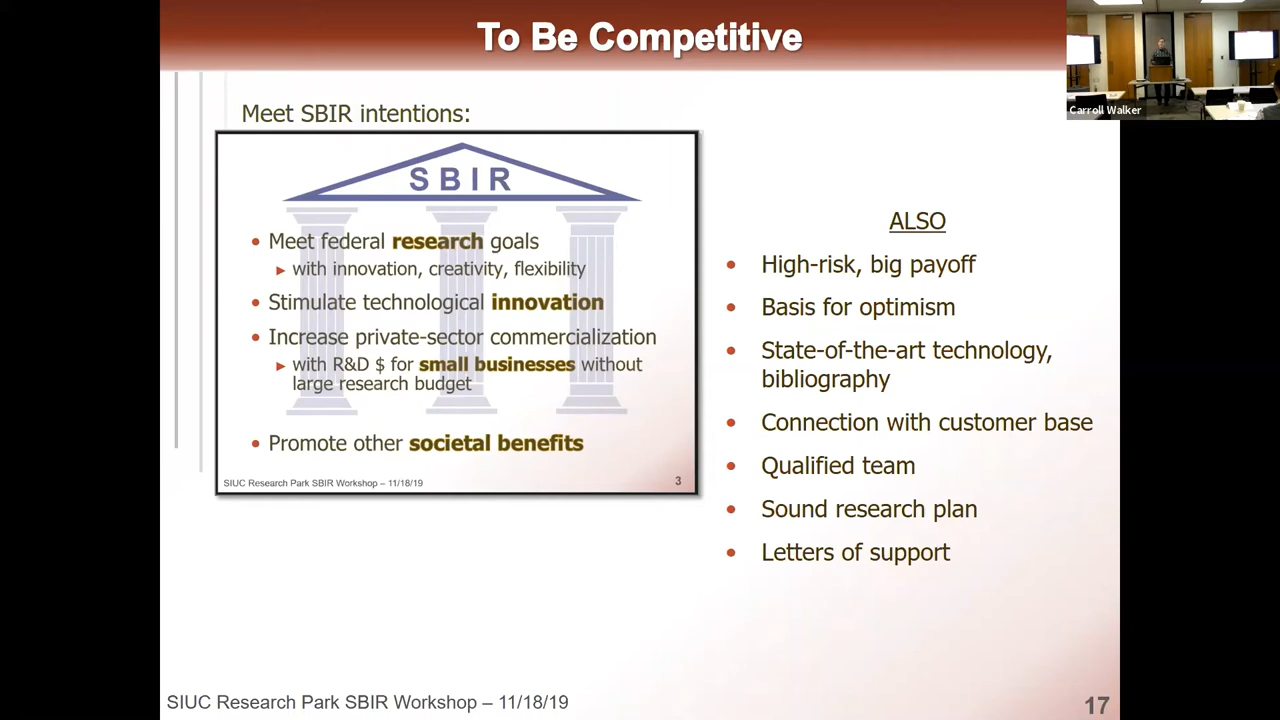 To Be Competitive
Carroll Walker
Meet SBIR intentions:
SBIR
• Meet federal research goals
► with innovation, creativity, flexibility
• Stimulate technological innovation
• Increase private-sector commercialization
► with R&D $ for small businesses without
large research budget
• Promote other societal benefits
SIUC Research Park SBIR Workshop – 11/18/19
3
ALSO
• High-risk, big payoff
• Basis for optimism
• State-of-the-art technology,
bibliography
• Connection with customer base
• Qualified team
• Sound research plan
• Letters of support
SIUC Research Park SBIR Workshop – 11/18/19
17